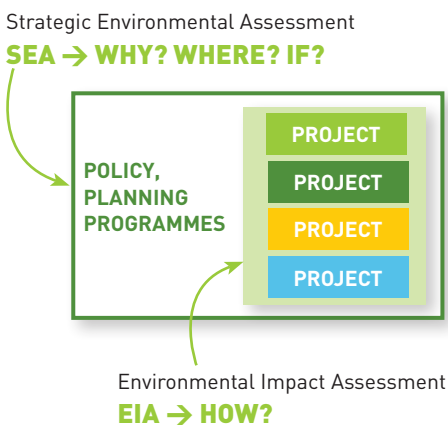 Strategic Environmental Assessment
SEA → WHY? WHERE? IF?
POLICY,
PLANNING
PROGRAMMES
PROJECT
PROJECT
PROJECT
PROJECT
Environmental Impact Assessment
EIA → HOW?